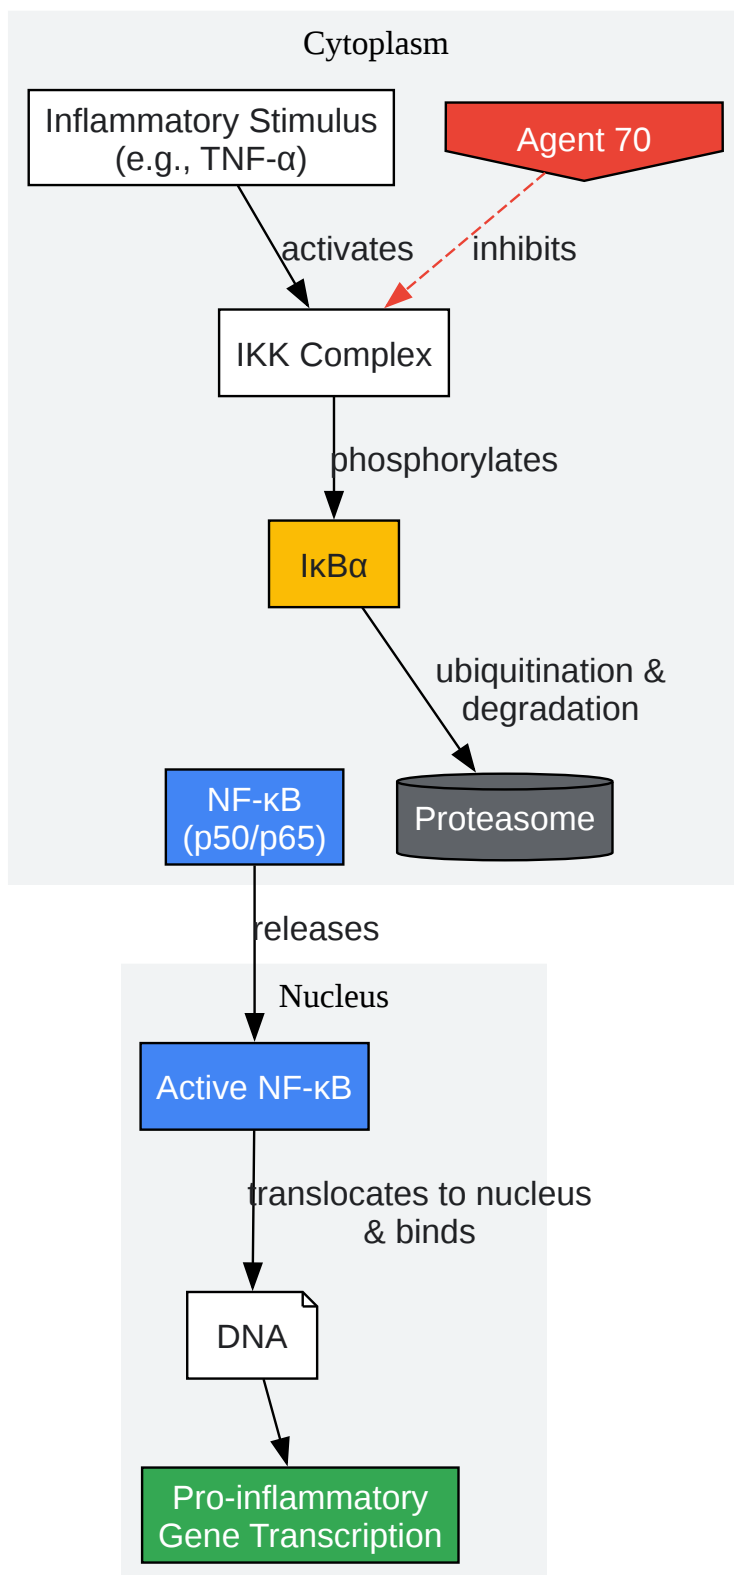 Cytoplasm
Inflammatory Stimulus
(e.g., TNF-α)
Agent 70
activates
inhibits
IKK Complex
phosphorylates
IκBα
ubiquitination &
degradation
NF-κB
(p50/p65)
Proteasome
releases
Nucleus
Active NF-κB
translocates to nucleus
& binds
DNA
Pro-inflammatory
Gene Transcription